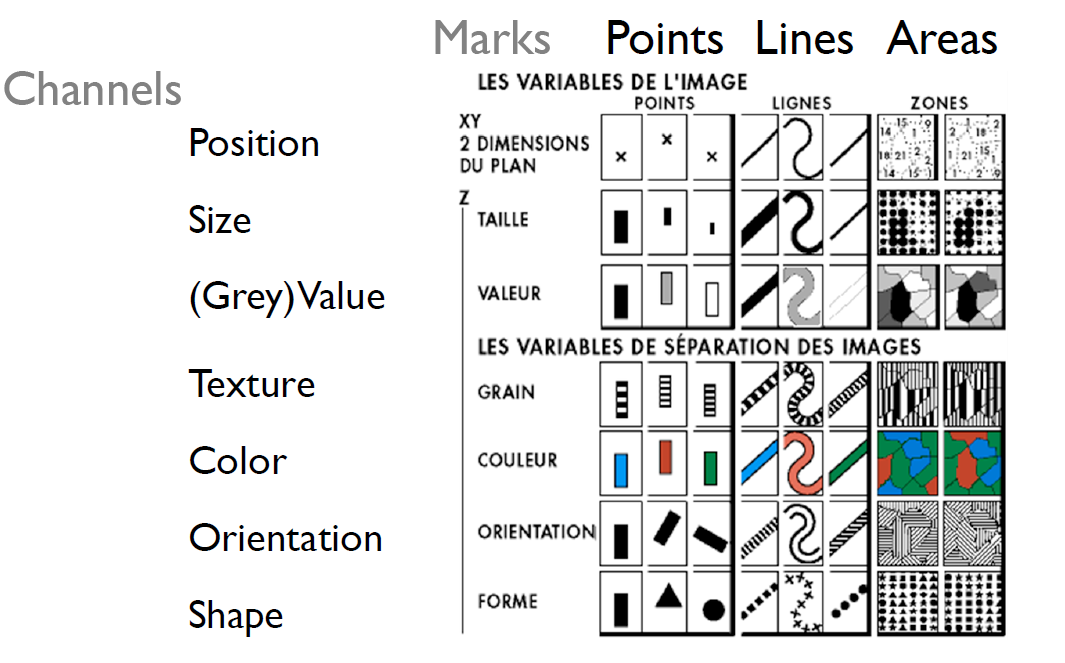 Marks Points Lines Areas
Channels
LES VARIABLES DE L'IMAGE
POINTS LIGNES ZONES
Position
XY
2 DIMENSIONS
DU PLAN
Z
Size
TAILLE
(Grey) Value
VALEUR
LES VARIABLES DE SÉPARATION DES IMAGES
Texture
GRAIN
Color
COULEUR
Orientation
ORIENTATION
Shape
FORME